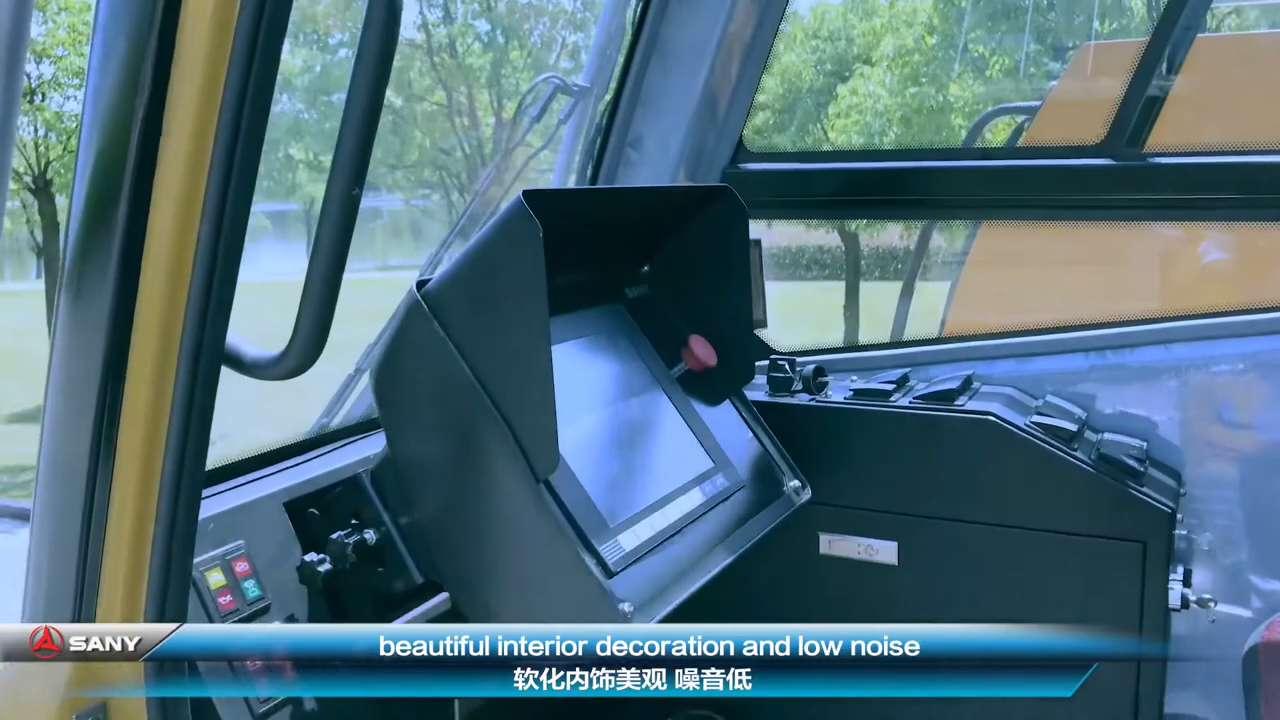 SANY
beautiful interior decoration and low noise
软化内饰美观 噪音低